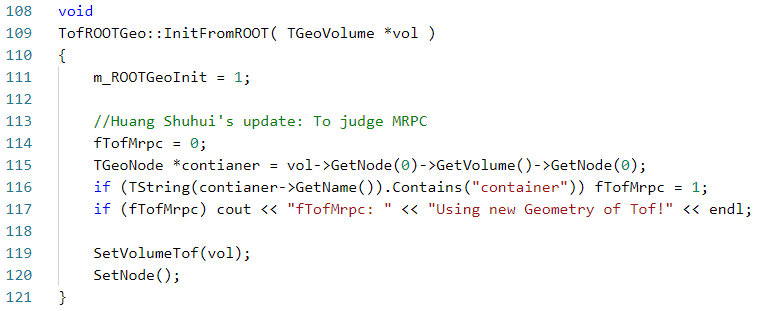 108 void
109 TofROOTGeo::InitFromROOT( TGeoVolume *vol )
110 {
111     m_ROOTGeoInit = 1;
112
113     //Huang Shuhui's update: To judge MRPC
114     fTofMrpc = 0;
115     TGeoNode *contianer = vol->GetNode(0)->GetVolume()->GetNode(0);
116     if (TString(contianer->GetName()).Contains("container")) fTofMrpc = 1;
117     if (fTofMrpc) cout << "fTofMrpc: " << "Using new Geometry of Tof!" << endl;
118
119     SetVolumeTof(vol);
120     SetNode();
121 }